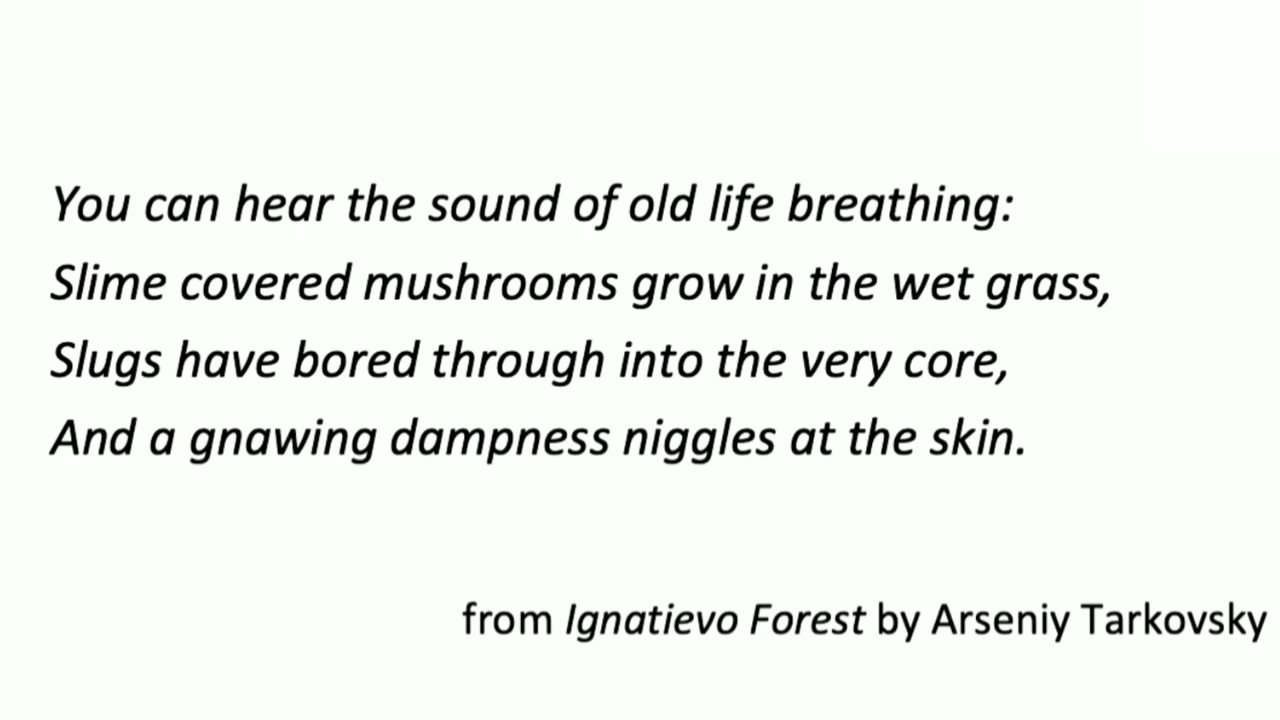 You can hear the sound of old life breathing:
Slime covered mushrooms grow in the wet grass,
Slugs have bored through into the very core,
And a gnawing dampness niggles at the skin.
from Ignatievo Forest by Arseniy Tarkovsky